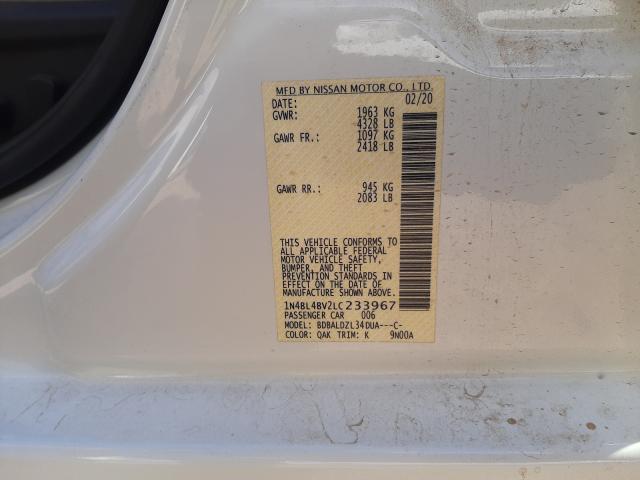 MFD BY NISSAN MOTOR CO., LTD.
DATE: 02/20
GVWR: 1963 KG
4328 LB
GAWR FR.: 1097 KG
2418 LB
GAWR RR.: 945 KG
2083 LB
THIS VEHICLE CONFORMS TO
ALL APPLICABLE FEDERAL
MOTOR VEHICLE SAFETY,
BUMPER, AND THEFT
PREVENTION STANDARDS IN
EFFECT ON THE DATE OF
MANUFACTURE SHOWN ABOVE.
1N4BL4BV2LC233967
PASSENGER CAR 006
MODEL: BDBALDZL34DUA---C-
COLOR: QAK TRIM: K 9N00A